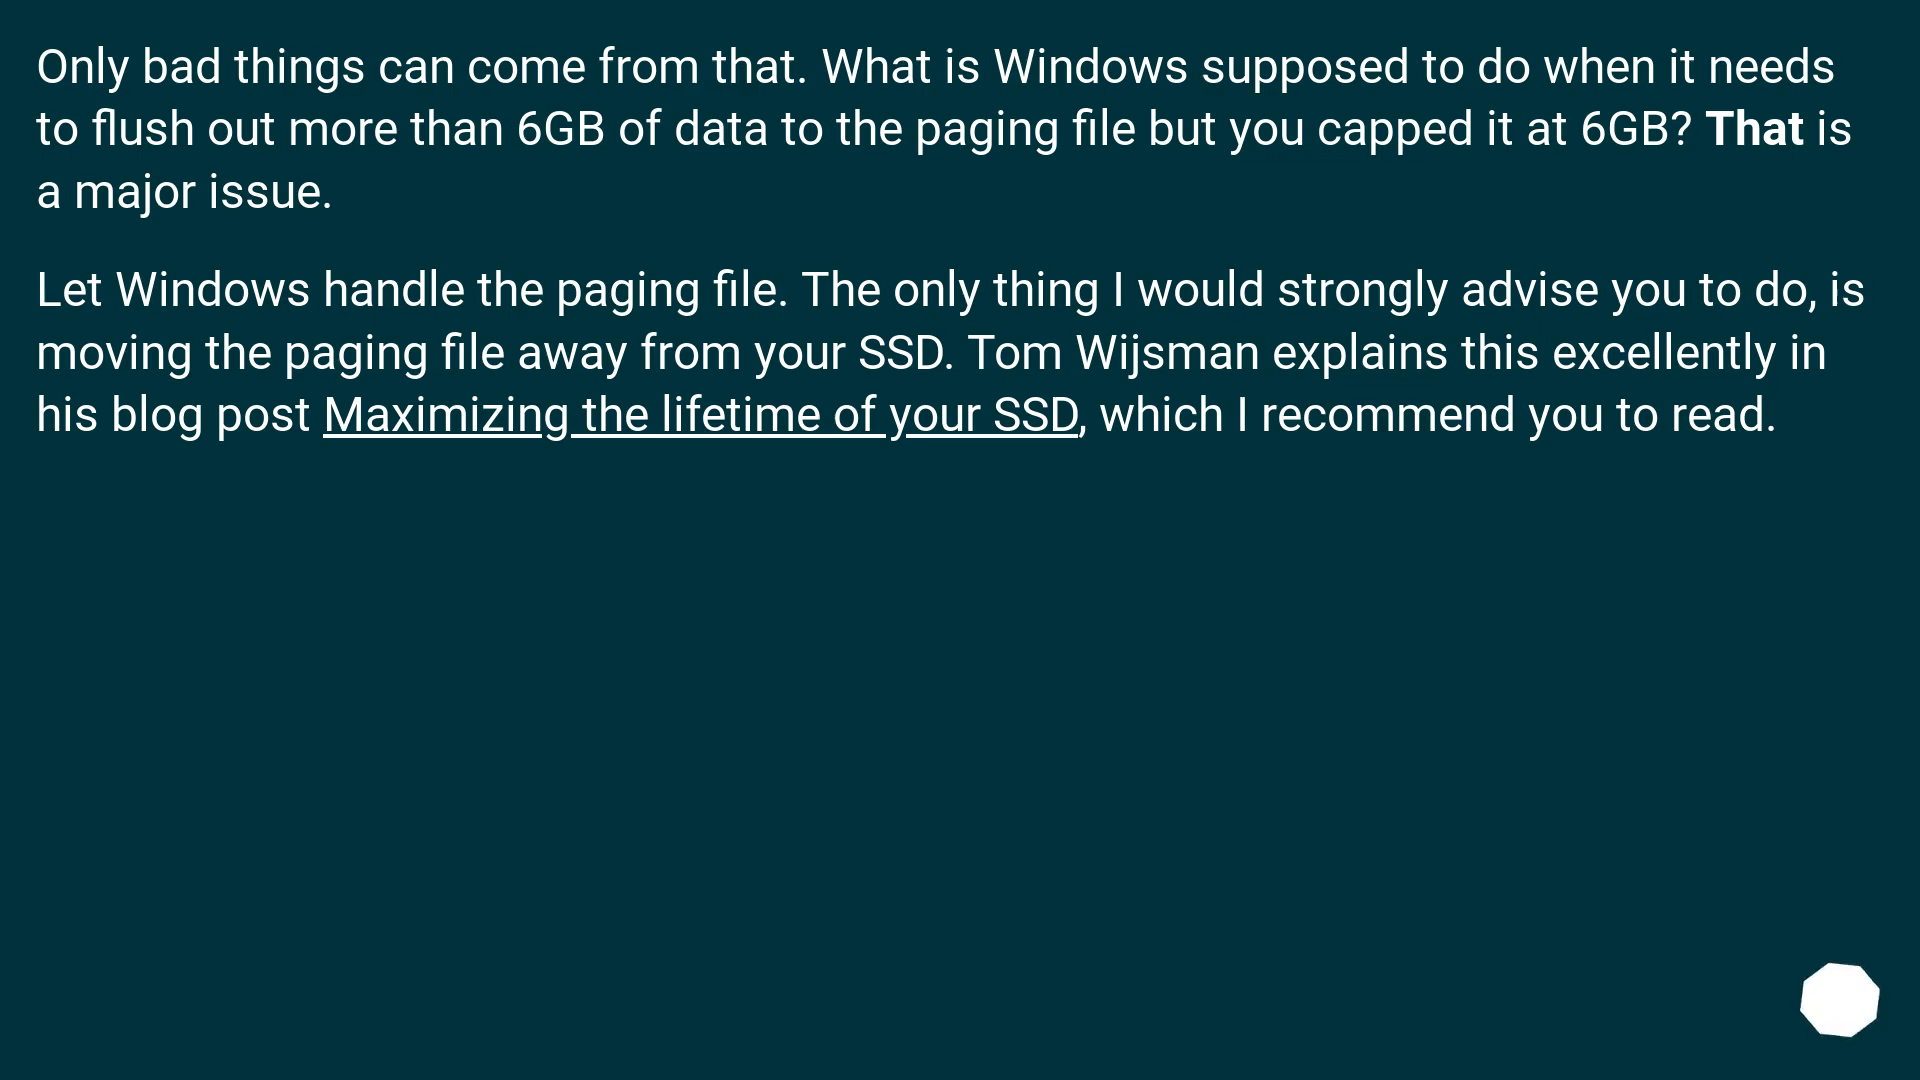 Only bad things can come from that. What is Windows supposed to do when it needs
to flush out more than 6GB of data to the paging file but you capped it at 6GB? That is
a major issue.
Let Windows handle the paging file. The only thing I would strongly advise you to do, is
moving the paging file away from your SSD. Tom Wijsman explains this excellently in
his blog post Maximizing the lifetime of your SSD, which I recommend you to read.